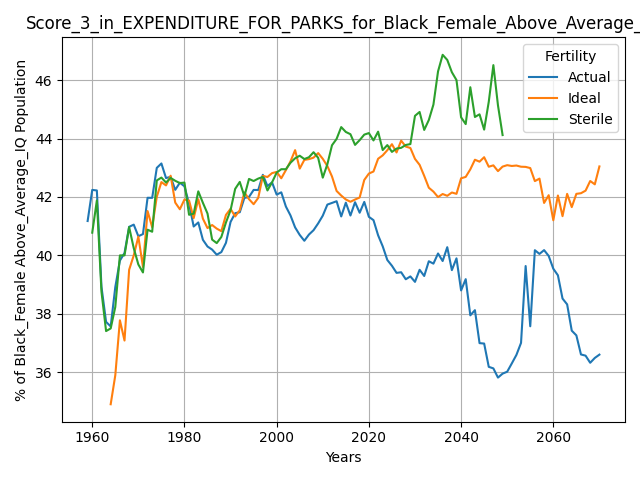 Score_3_in_EXPENDITURE_FOR_PARKS_for_Black_Female_Above_Average_
% of Black_Female Above_Average_IQ Population
46
44
42
40
38
36
Fertility
Actual
Ideal
Sterile
1960 1980 2000 2020 2040 2060
Years